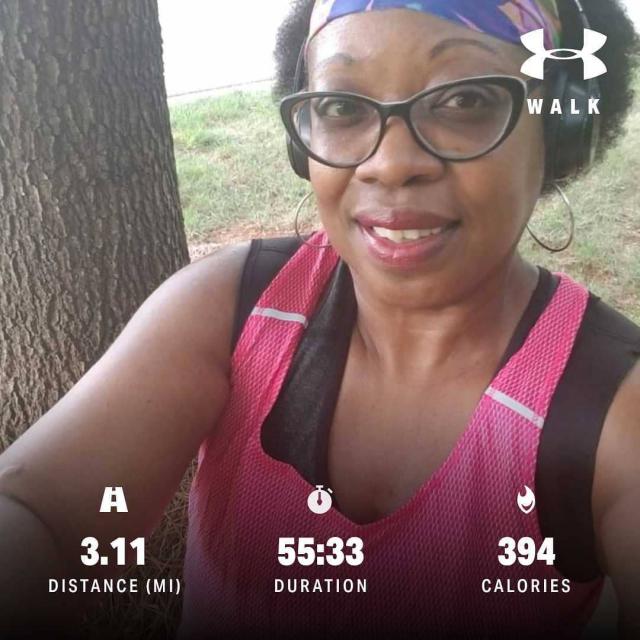 WALK
3.11
55:33
394
DISTANCE (MI)
DURATION
CALORIES